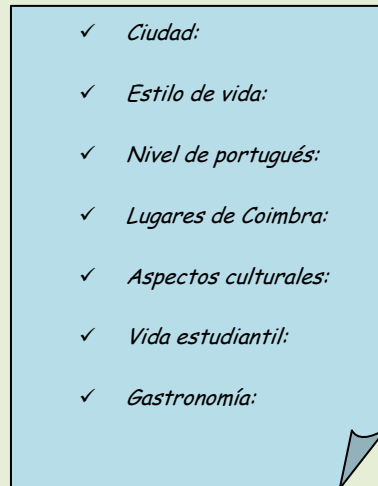 ✓ Ciudad:
✓ Estilo de vida:
✓ Nivel de portugués:
✓ Lugares de Coimbra:
✓ Aspectos culturales:
✓ Vida estudiantil:
✓ Gastronomía: